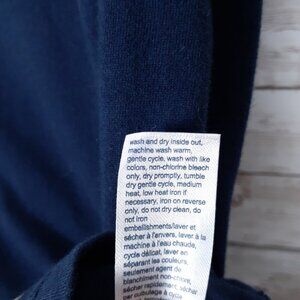 wash and dry inside out,
machine wash warm,
gentle cycle, wash with like
colors, non-chlorine bleach
only, dry promptly, tumble
dry gentle cycle, medium
heat, low heat iron if
necessary, iron on reverse
only, do not dry clean, do
not iron
embellishments/laver et
sécher à l'envers, laver à
la machine à l'eau chaude,
cycle délicat, laver en
séparant les couleurs,
seulement agent de
blanchiment non-chloré,
sécher rapidement, sécher
par culbutage à cycle